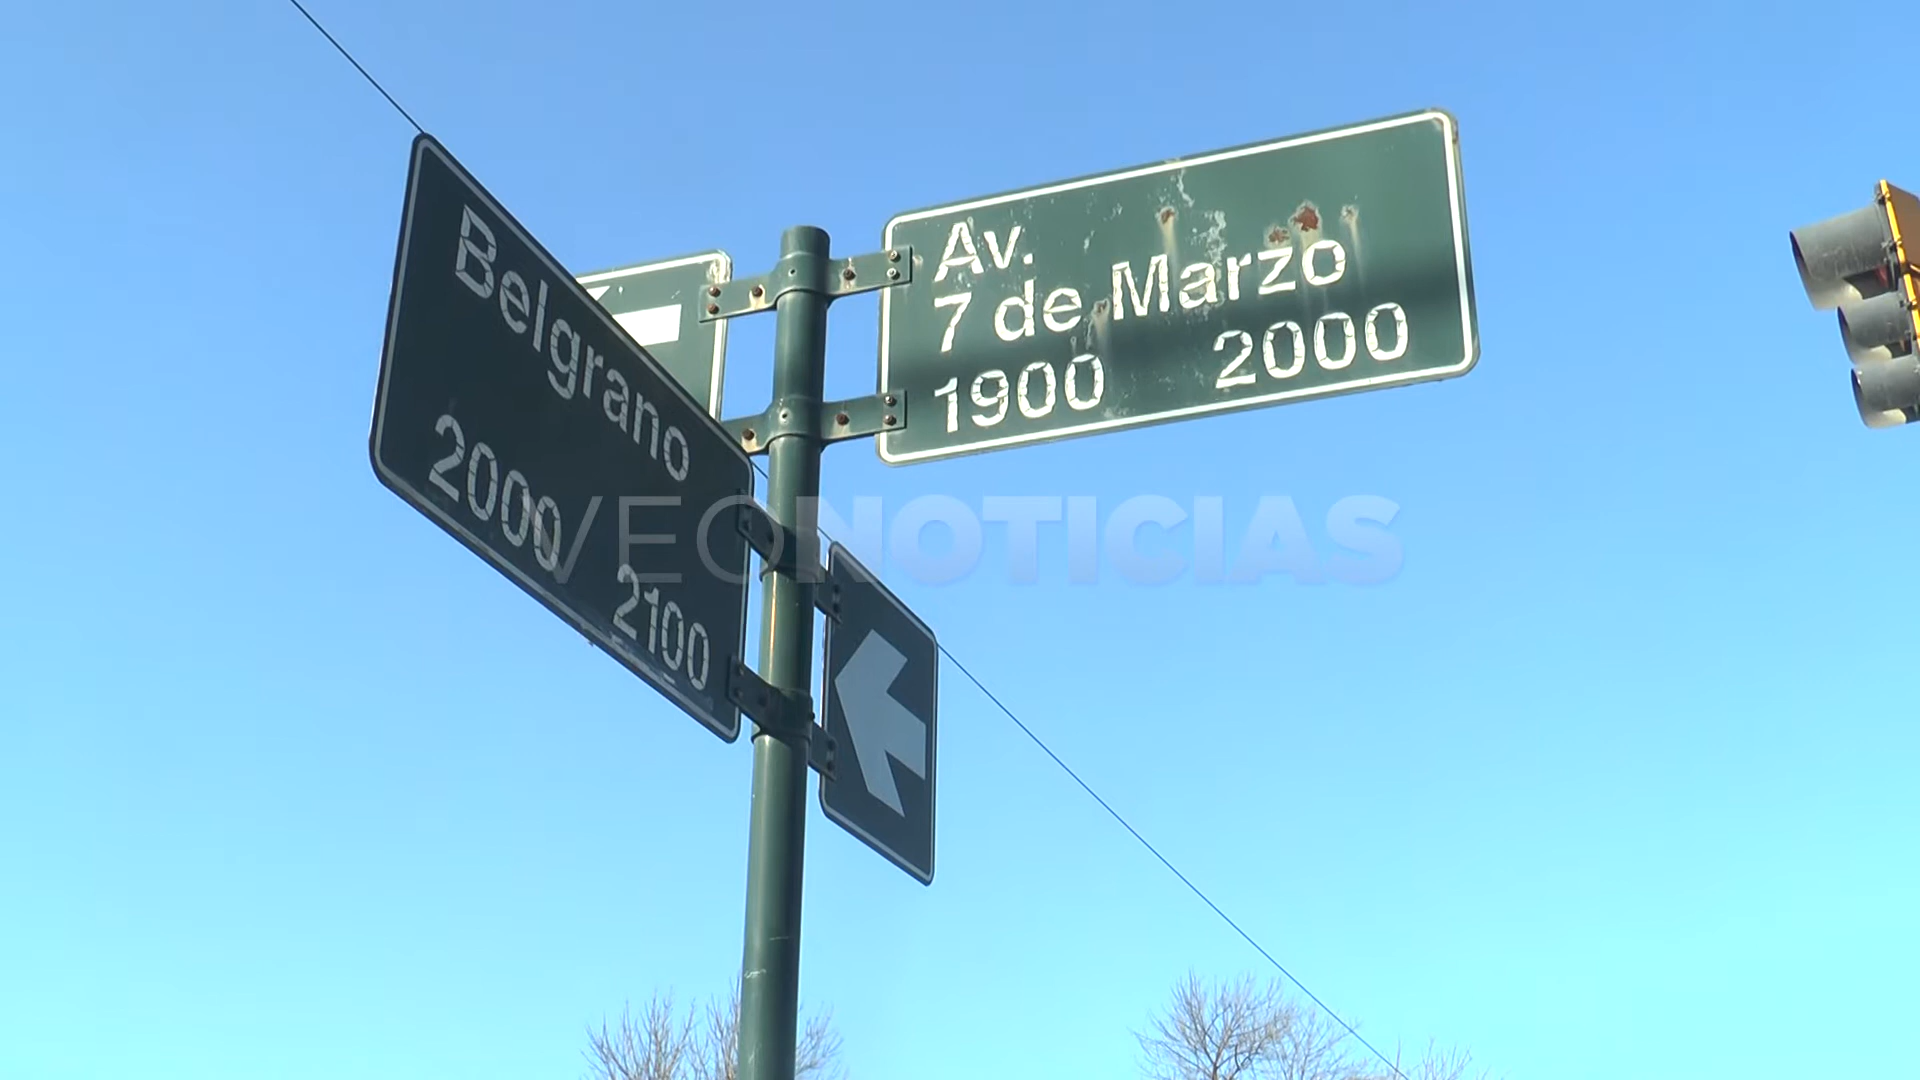 Belgrano
2000 2100
Av.
7 de Marzo
1900 2000
VEONOTICIAS